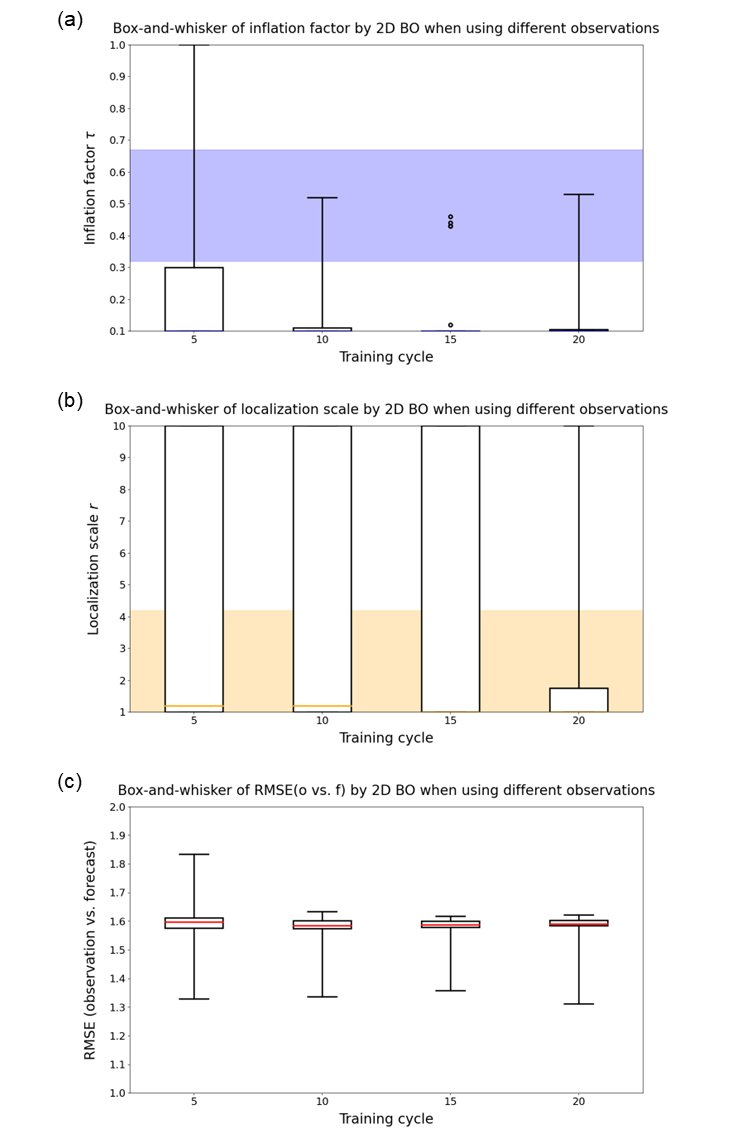 (a)
Box-and-whisker of inflation factor by 2D BO when using different observations
1.0
0.9
0.8
0.7
0.6
0.5
0.4
0.3
0.2
0.1
Inflation factor τ
5 10 15 20
Training cycle
(b)
Box-and-whisker of localization scale by 2D BO when using different observations
10
9
8
7
6
5
4
3
2
1
Localization scale r
5 10 15 20
Training cycle
(c)
Box-and-whisker of RMSE(o vs. f) by 2D BO when using different observations
2.0
1.9
1.8
1.7
1.6
1.5
1.4
1.3
1.2
1.1
1.0
RMSE (observation vs. forecast)
5 10 15 20
Training cycle